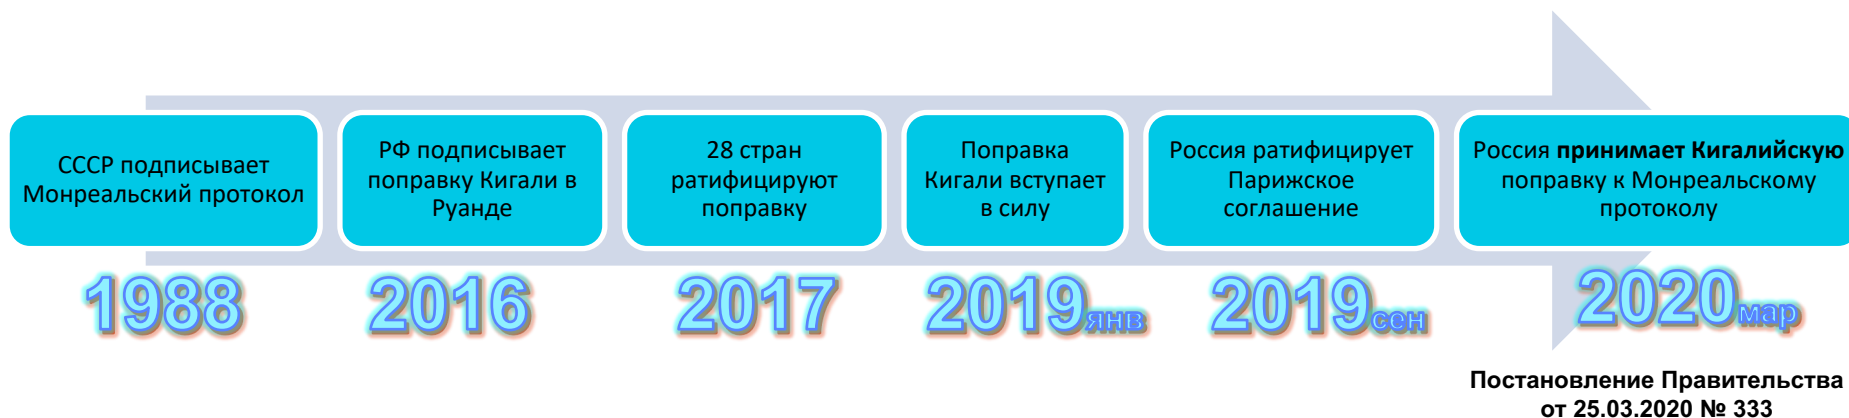 СССР подписывает
Монреальский протокол
РФ подписывает
поправку Кигали в
Руанде
28 стран
ратифицируют
поправку
Поправка
Кигали вступает
в силу
Россия ратифицирует
Парижское
соглашение
Россия принимает Кигалийскую
поправку к Монреальскому
протоколу
1988
2016
2017
2019янв
2019сен
2020мар
Постановление Правительства
от 25.03.2020 № 333